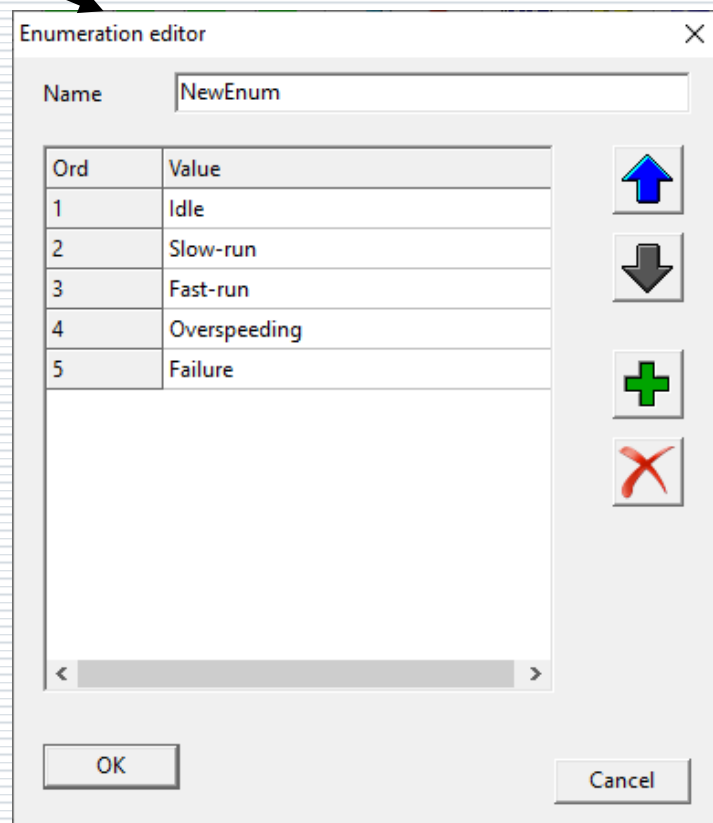 Enumeration editor
Name NewEnum
Ord Value
1 Idle
2 Slow-run
3 Fast-run
4 Overspeeding
5 Failure
OK
Cancel